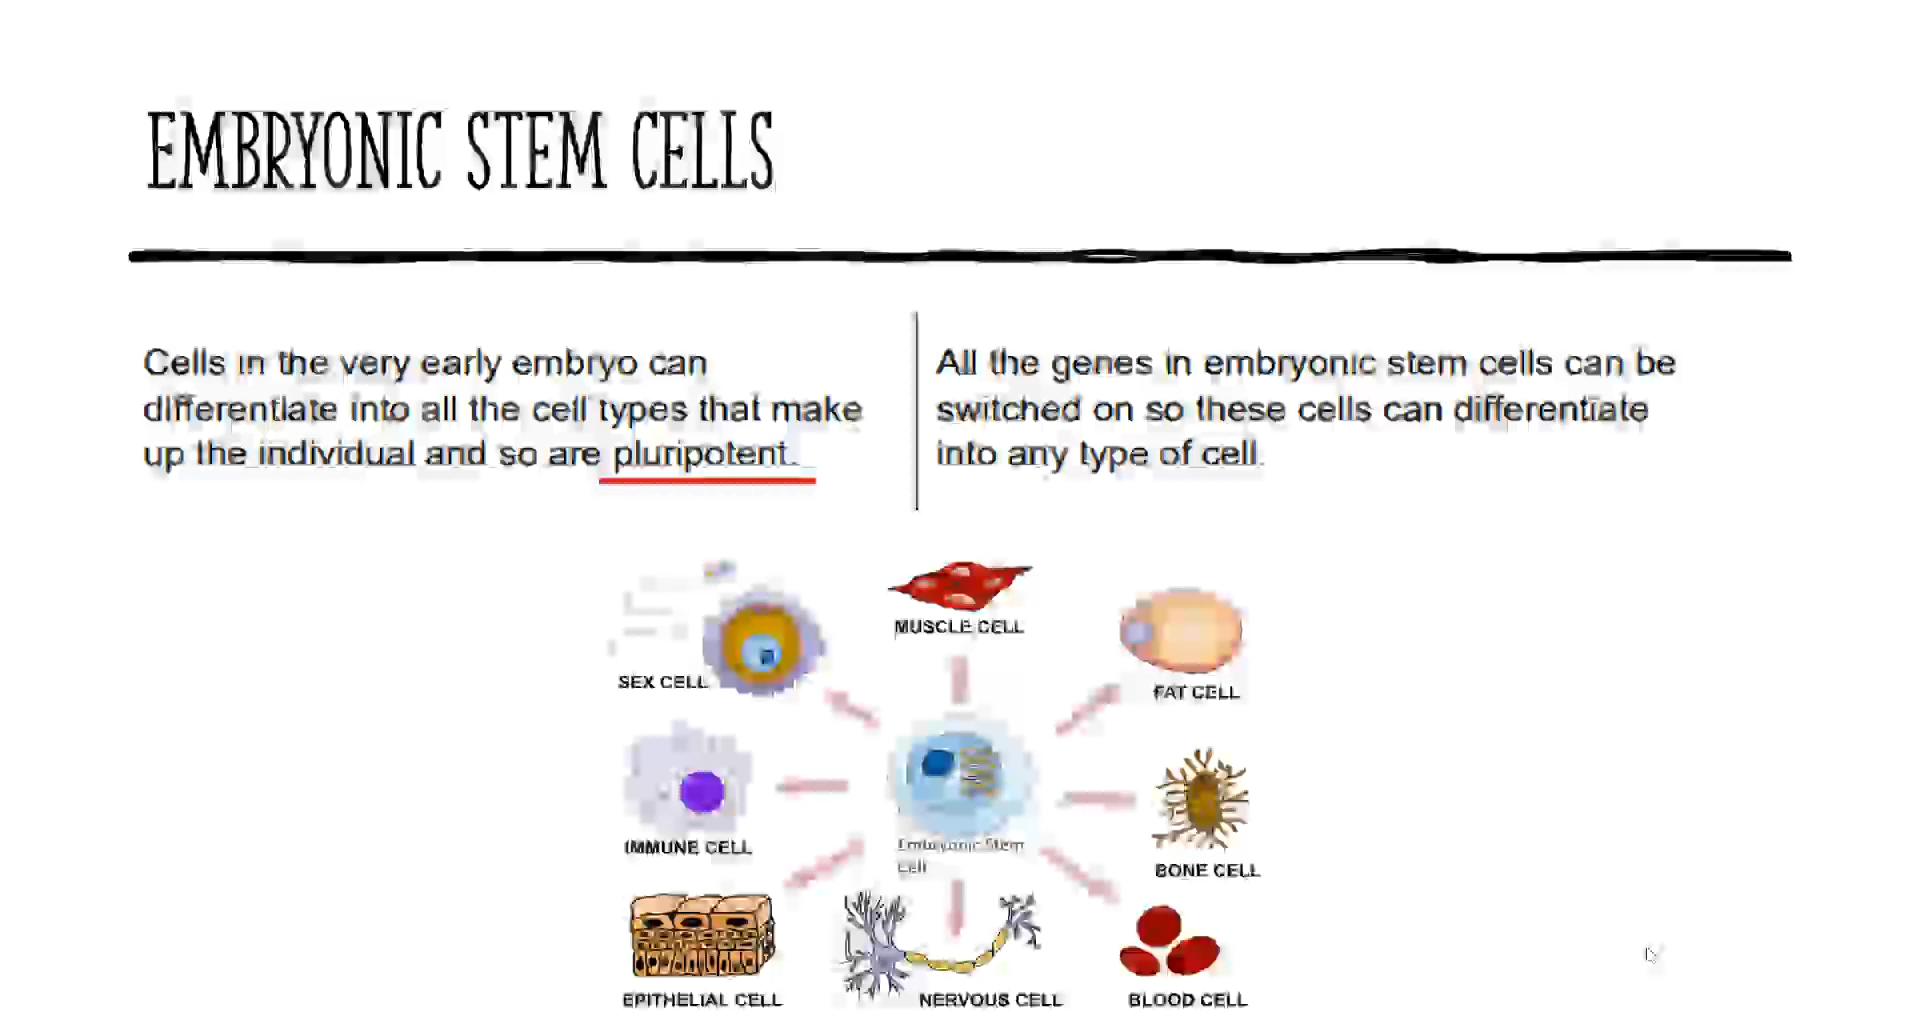 EMBRYONIC STEM CELLS
Cells in the very early embryo can
differentiate into all the cell types that make
up the individual and so are pluripotent.
All the genes in embryonic stem cells can be
switched on so these cells can differentiate
into any type of cell.
MUSCLE CELL
SEX CELL
FAT CELL
IMMUNE CELL
Embryonic Stem
Cell
BONE CELL
EPITHELIAL CELL
NERVOUS CELL
BLOOD CELL